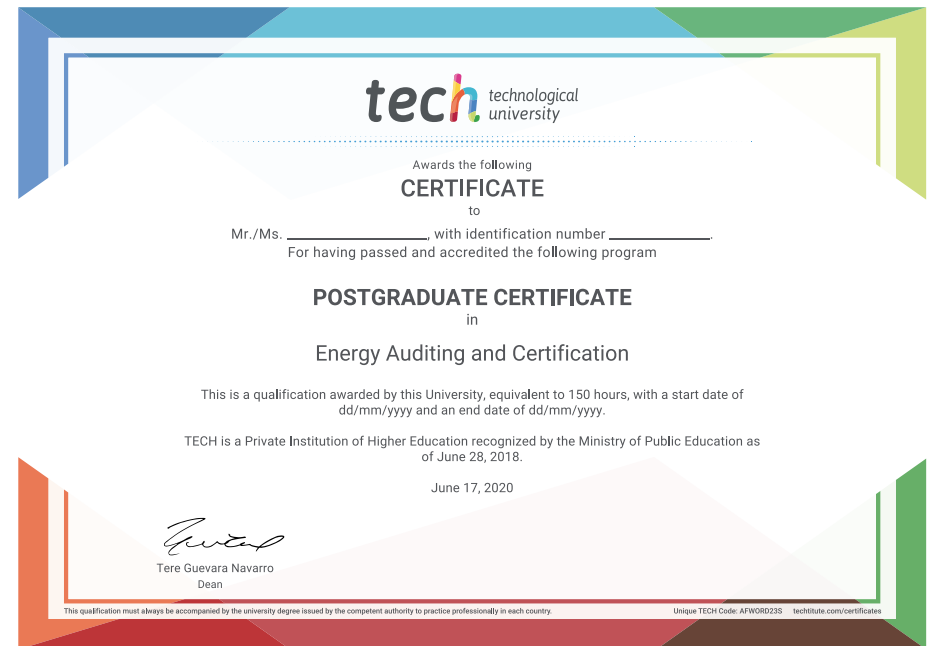 tech technological
university
Awards the following
CERTIFICATE
to
Mr./Ms. ____________________, with identification number ______________.
For having passed and accredited the following program
POSTGRADUATE CERTIFICATE
in
Energy Auditing and Certification
This is a qualification awarded by this University, equivalent to 150 hours, with a start date of
dd/mm/yyyy and an end date of dd/mm/yyyy.
TECH is a Private Institution of Higher Education recognized by the Ministry of Public Education as
of June 28, 2018.
June 17, 2020
Tere Guevara Navarro
Dean
This qualification must always be accompanied by the university degree issued by the competent authority to practice professionally in each country. Unique TECH Code: AFWORD23S techtitute.com/certificates